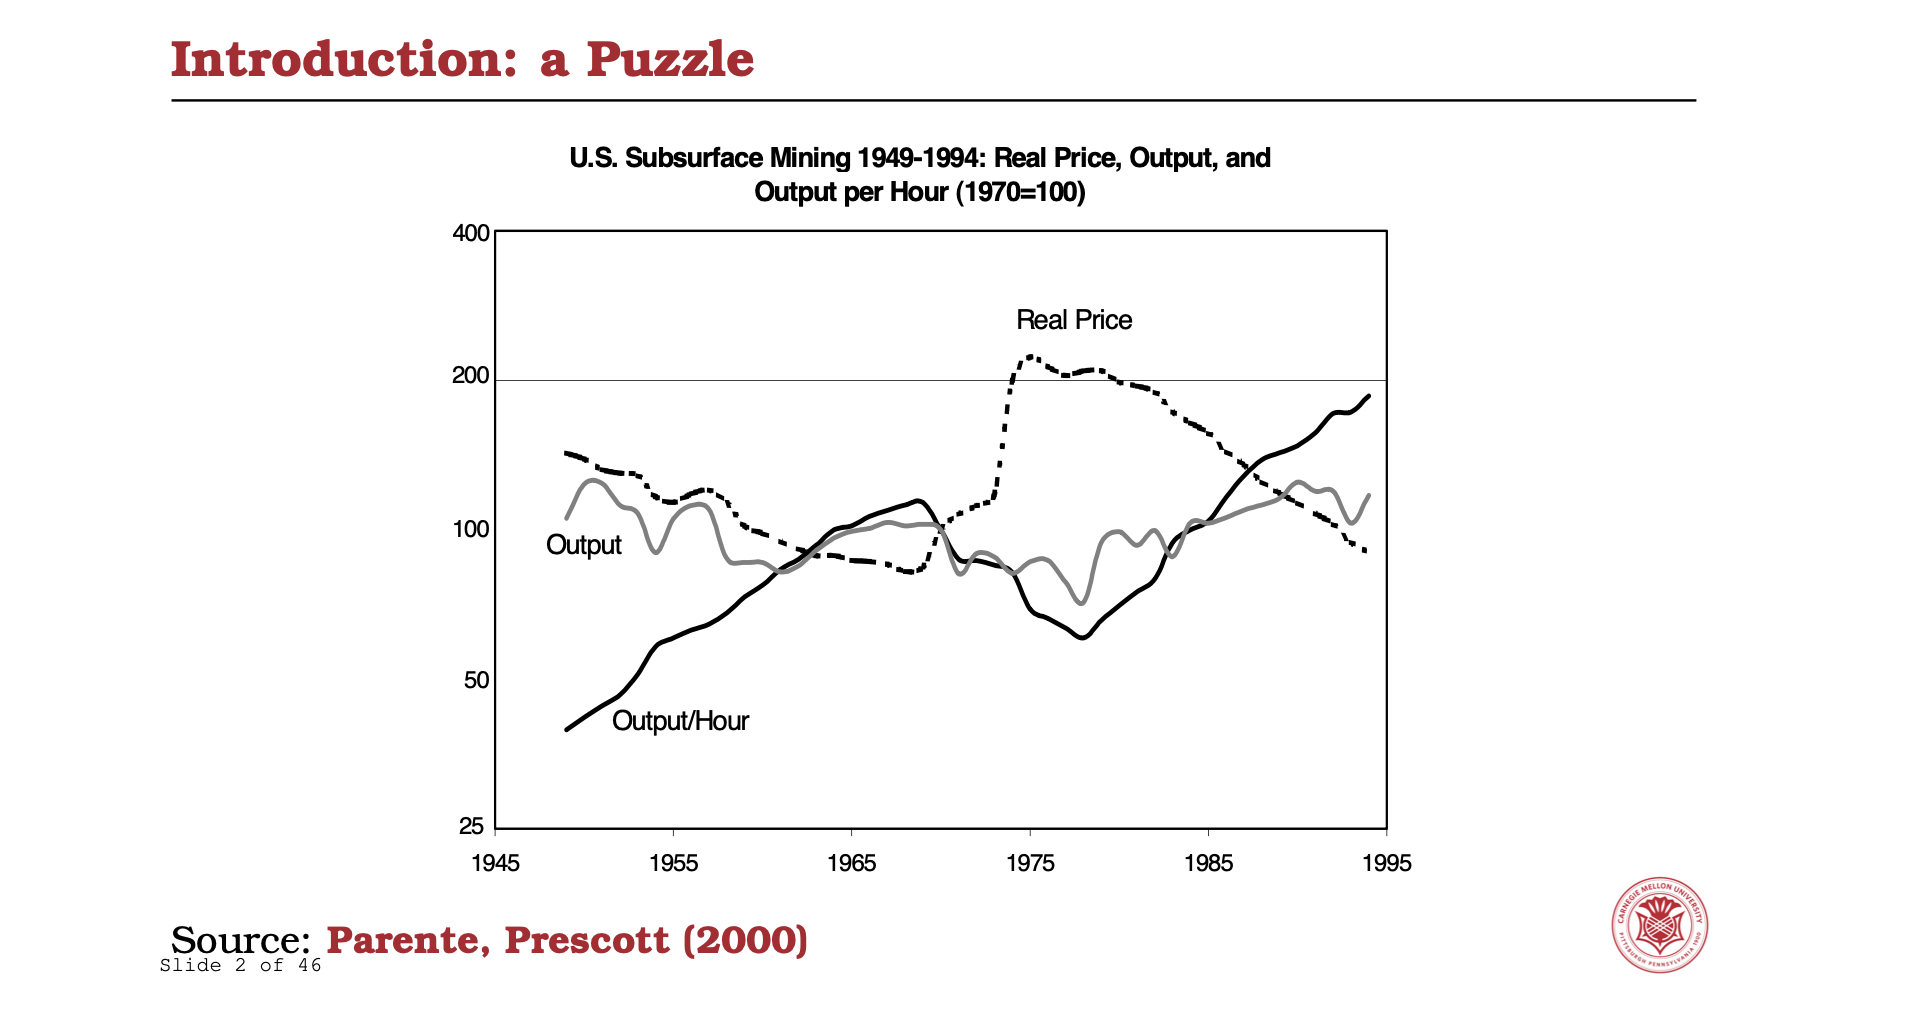 Introduction: a Puzzle
U.S. Subsurface Mining 1949-1994: Real Price, Output, and
Output per Hour (1970=100)
400
Real Price
200
100
Output
50
Output/Hour
25
1945 1955 1965 1975 1985 1995
Source: Parente, Prescott (2000)
Slide 2 of 46
CARNEGIE MELLON UNIVERSITY
PITTSBURGH PENNSYLVANIA 1900